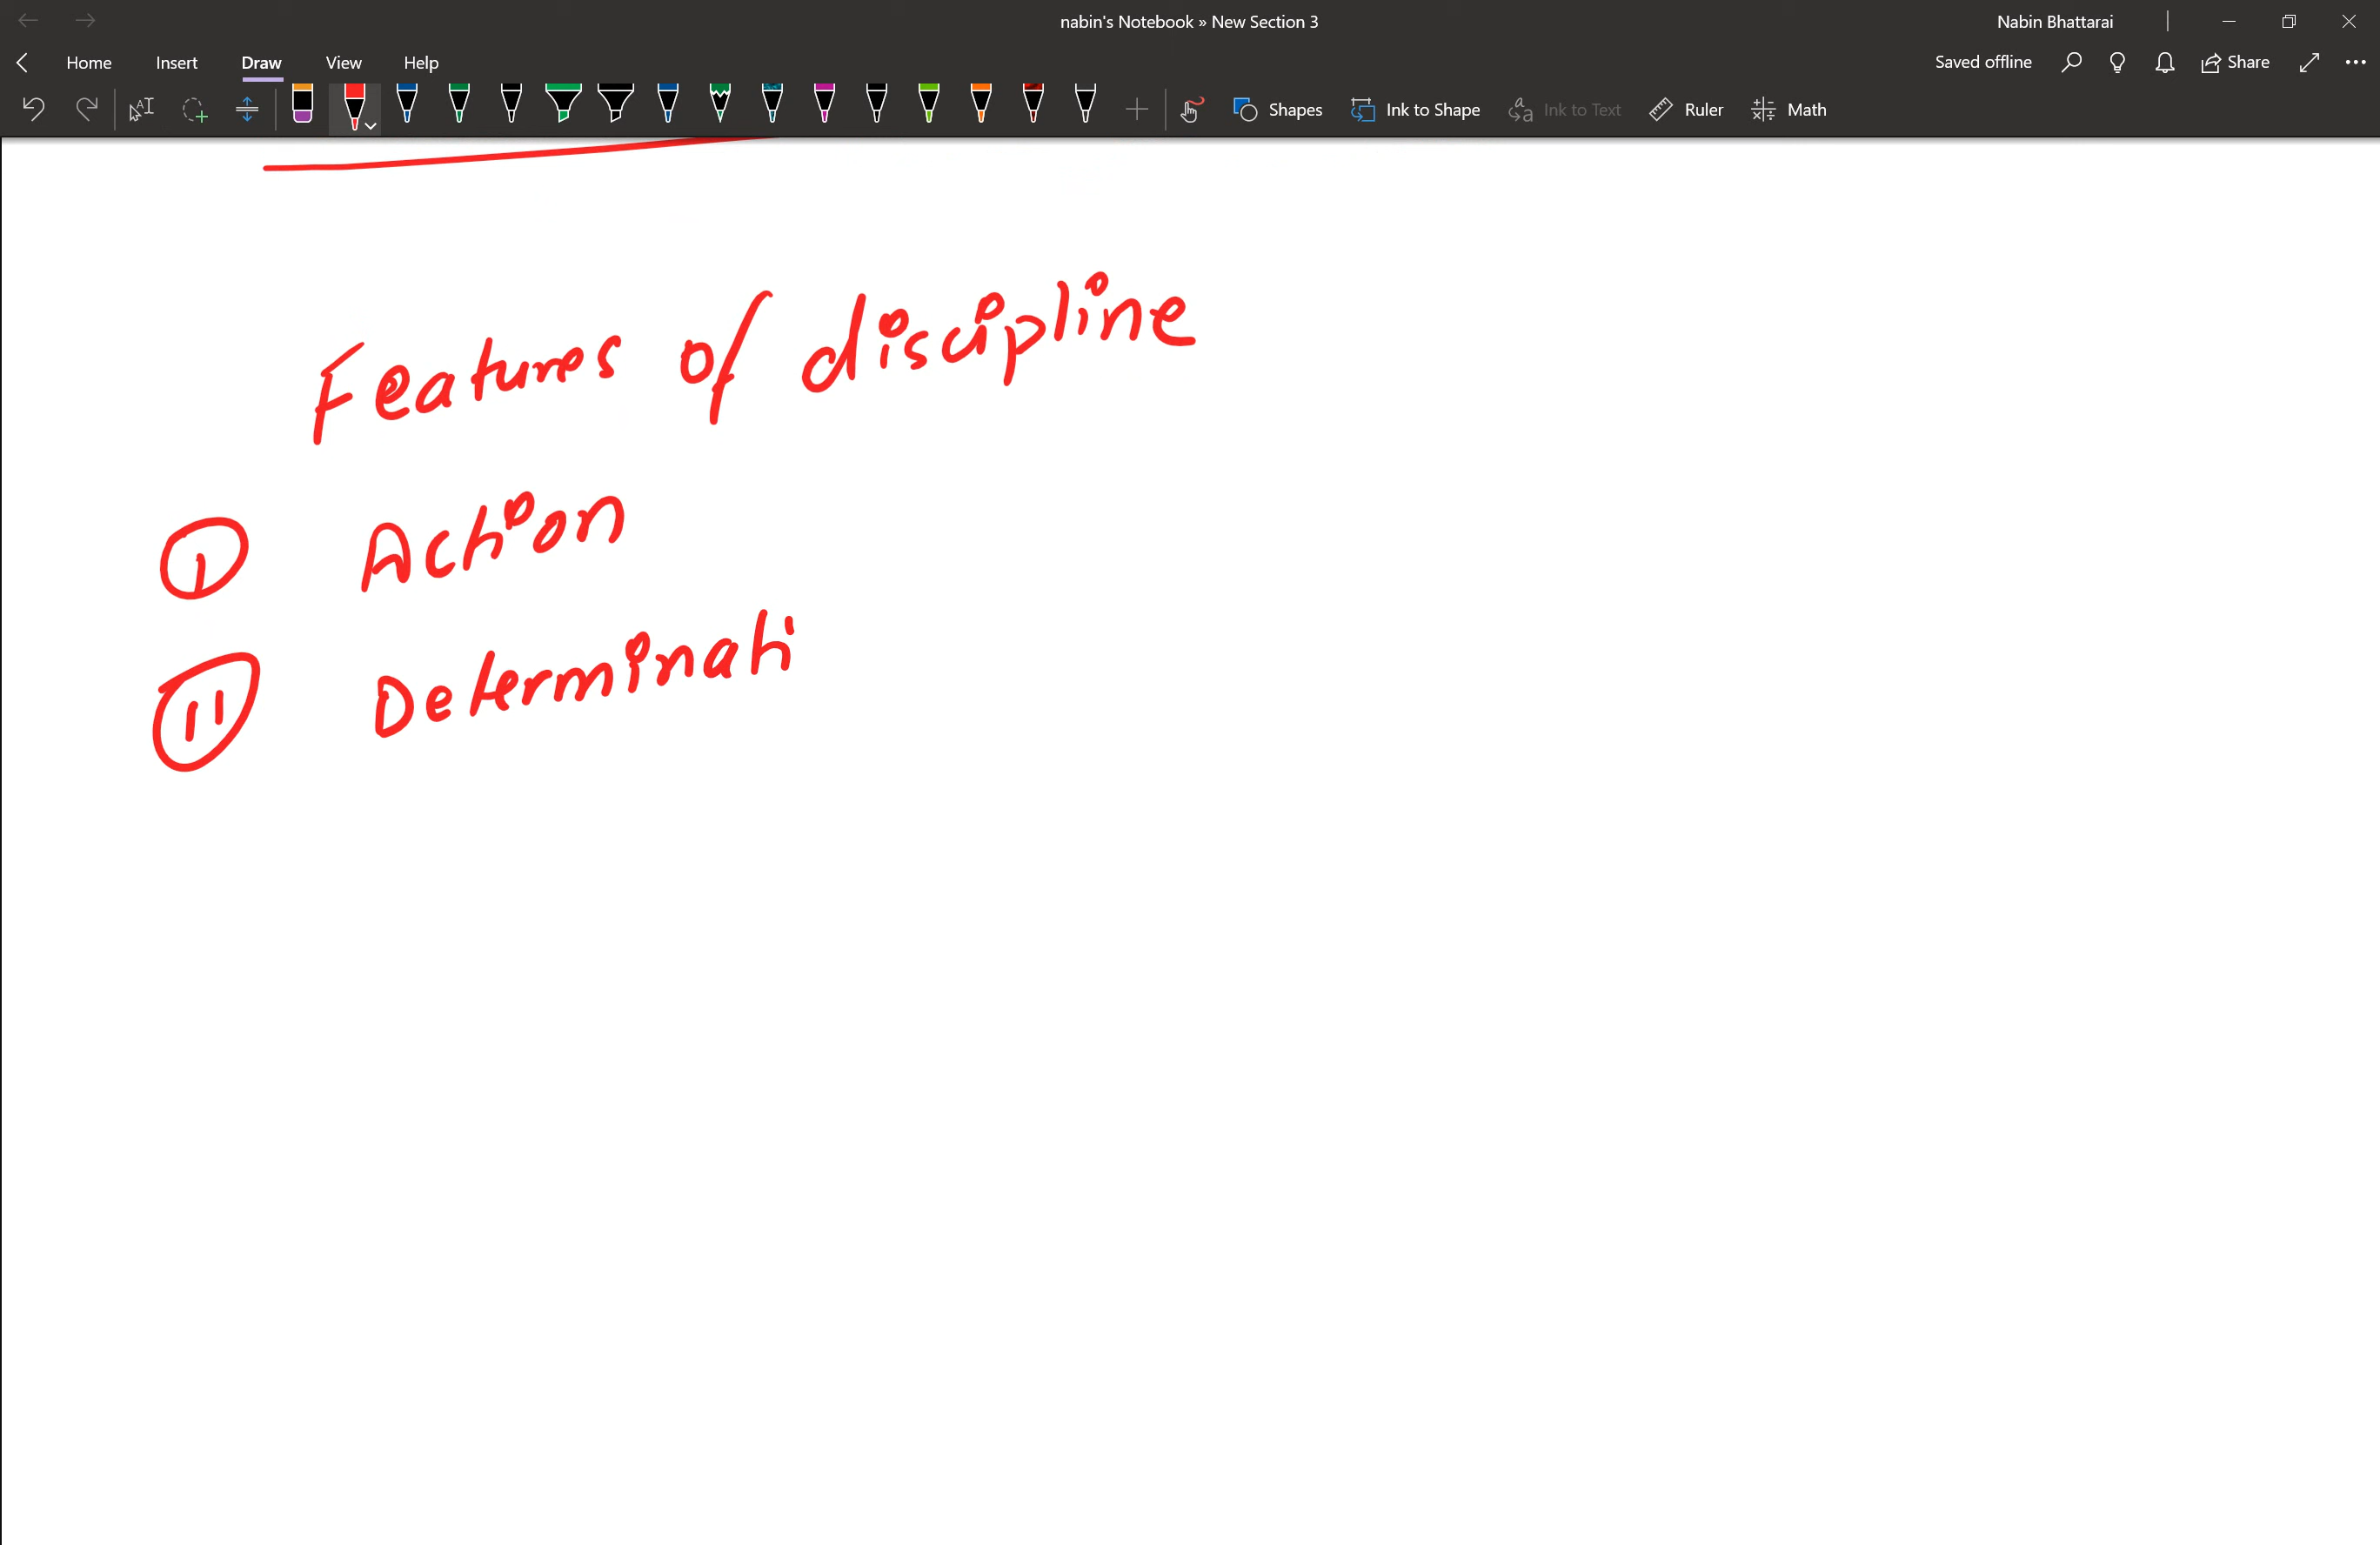 nabin's Notebook » New Section 3
Nabin Bhattarai
Home Insert Draw View Help
Saved offline
Share
Shapes
Ink to Shape
Ink to Text
Ruler
Math
Features of discipline
I Action
II Determinati